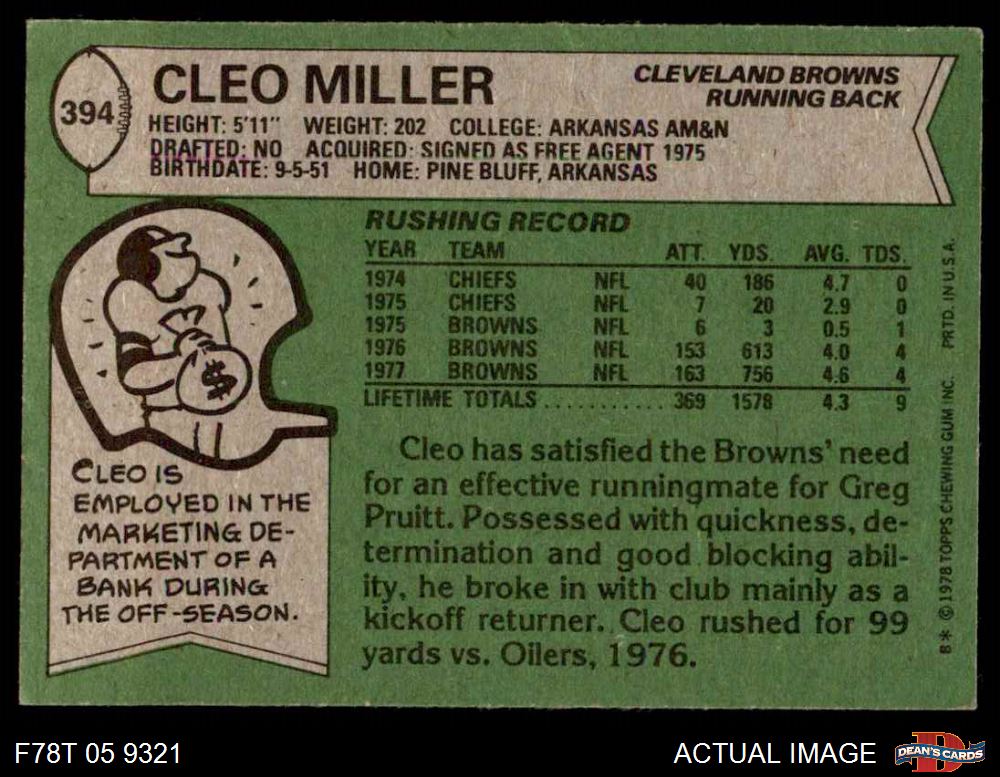 394
CLEO MILLER
CLEVELAND BROWNS
RUNNING BACK
HEIGHT: 5'11" WEIGHT: 202 COLLEGE: ARKANSAS AM&N
DRAFTED: NO ACQUIRED: SIGNED AS FREE AGENT 1975
BIRTHDATE: 9-5-51 HOME: PINE BLUFF, ARKANSAS
RUSHING RECORD
YEAR TEAM ATT. YDS. AVG. TDS.
1974 CHIEFS NFL 40 186 4.7 0
1975 CHIEFS NFL 7 20 2.9 0
1975 BROWNS NFL 6 3 0.5 1
1976 BROWNS NFL 153 613 4.0 4
1977 BROWNS NFL 163 756 4.6 4
LIFETIME TOTALS ............ 369 1578 4.3 9
$
CLEO IS
EMPLOYED IN THE
MARKETING DE-
PARTMENT OF A
BANK DURING
THE OFF-SEASON.
Cleo has satisfied the Browns' need
for an effective runningmate for Greg
Pruitt. Possessed with quickness, de-
termination and good blocking abil-
ity, he broke in with club mainly as a
kickoff returner. Cleo rushed for 99
yards vs. Oilers, 1976.
B* © 1978 TOPPS CHEWING GUM INC. PRTD. IN U.S.A.
F78T 05 9321
ACTUAL IMAGE
D
DEAN'S CARDS